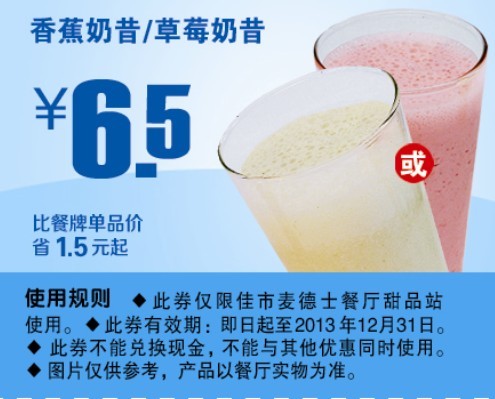 香蕉奶昔/草莓奶昔
¥6.5
或
比餐牌单品价
省1.5元起
使用规则 ◆此券仅限佳市麦德士餐厅甜品站
使用。◆此券有效期：即日起至2013年12月31日。
◆ 此券不能兑换现金，不能与其他优惠同时使用。
◆ 图片仅供参考，产品以餐厅实物为准。